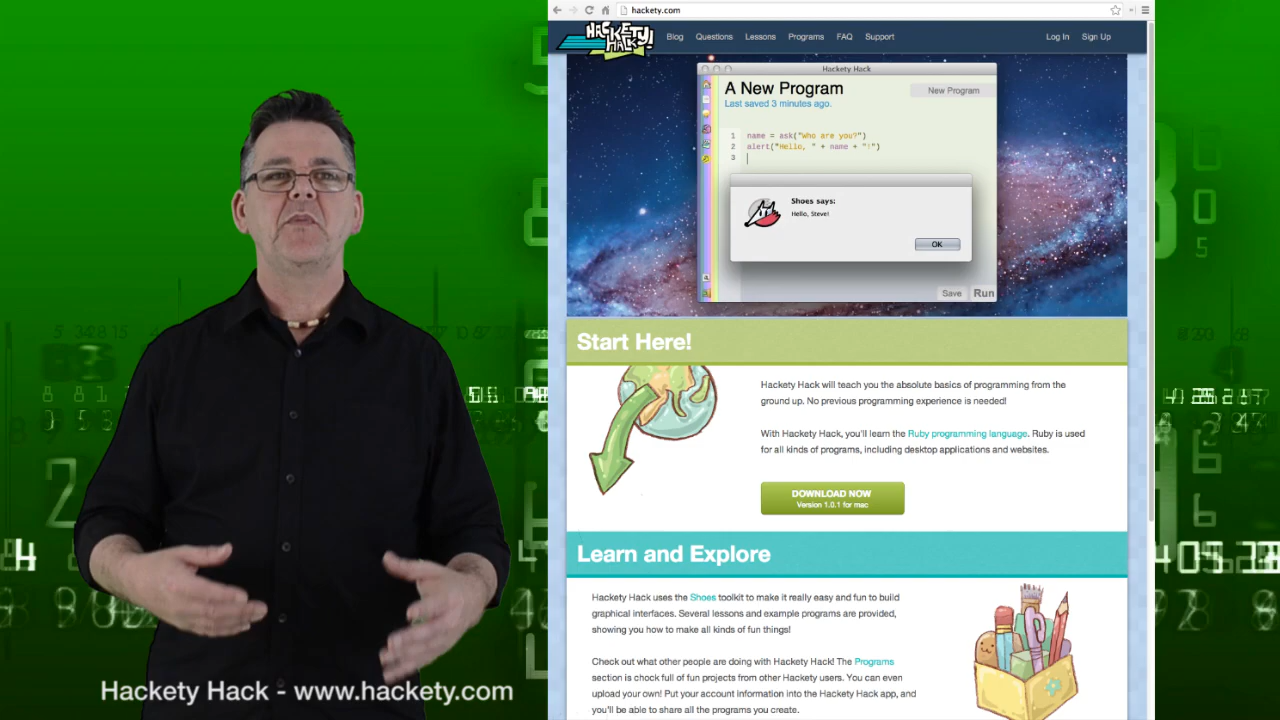 hackety.com
HACKETY HACK!
Blog Questions Lessons Programs FAQ Support Log In Sign Up
Hackety Hack
A New Program
New Program
Last saved 3 minutes ago.
1 name = ask("Who are you?")
2 alert("Hello, " + name + "!")
3
Shoes says:
Hello, Steve!
OK
Save Run
Start Here!
Hackety Hack will teach you the absolute basics of programming from the
ground up. No previous programming experience is needed!
With Hackety Hack, you'll learn the Ruby programming language. Ruby is used
for all kinds of programs, including desktop applications and websites.
DOWNLOAD NOW
Version 1.0.1 for mac
Learn and Explore
Hackety Hack uses the Shoes toolkit to make it really easy and fun to build
graphical interfaces. Several lessons and example programs are provided,
showing you how to make all kinds of fun things!
Check out what other people are doing with Hackety Hack! The Programs
section is chock full of fun projects from other Hackety users. You can even
upload your own! Put your account information into the Hackety Hack app, and
you'll be able to share all the programs you create.
Hackety Hack - www.hackety.com